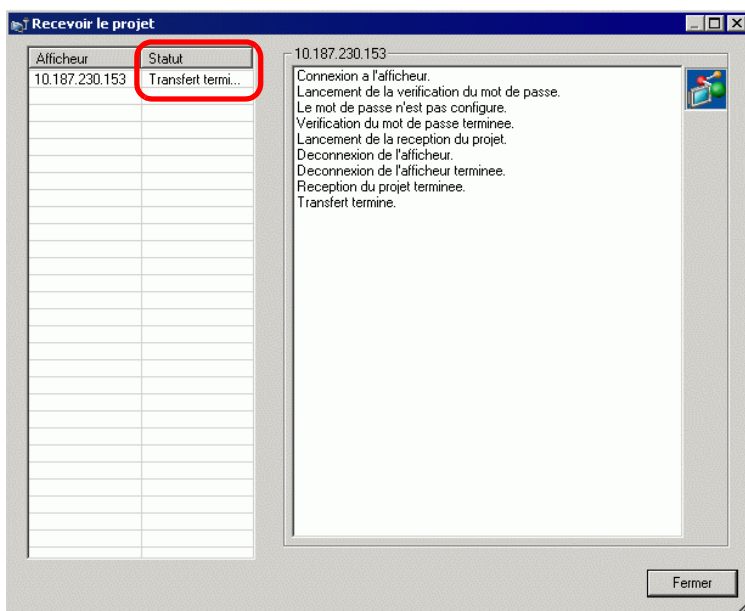 Recevoir le projet
Afficheur Statut
10.187.230.153 Transfert termi...
10.187.230.153
Connexion a l'afficheur.
Lancement de la verification du mot de passe.
Le mot de passe n'est pas configure.
Verification du mot de passe terminee.
Lancement de la reception du projet.
Deconnexion de l'afficheur.
Deconnexion de l'afficheur terminee.
Reception du projet terminee.
Transfert termine.
Fermer